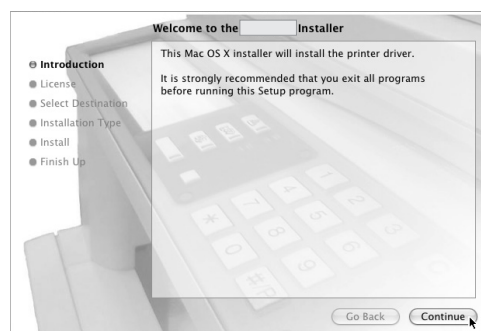 Welcome to the Installer
Introduction
License
Select Destination
Installation Type
Install
Finish Up
This Mac OS X installer will install the printer driver.
It is strongly recommended that you exit all programs
before running this Setup program.
Go Back
Continue